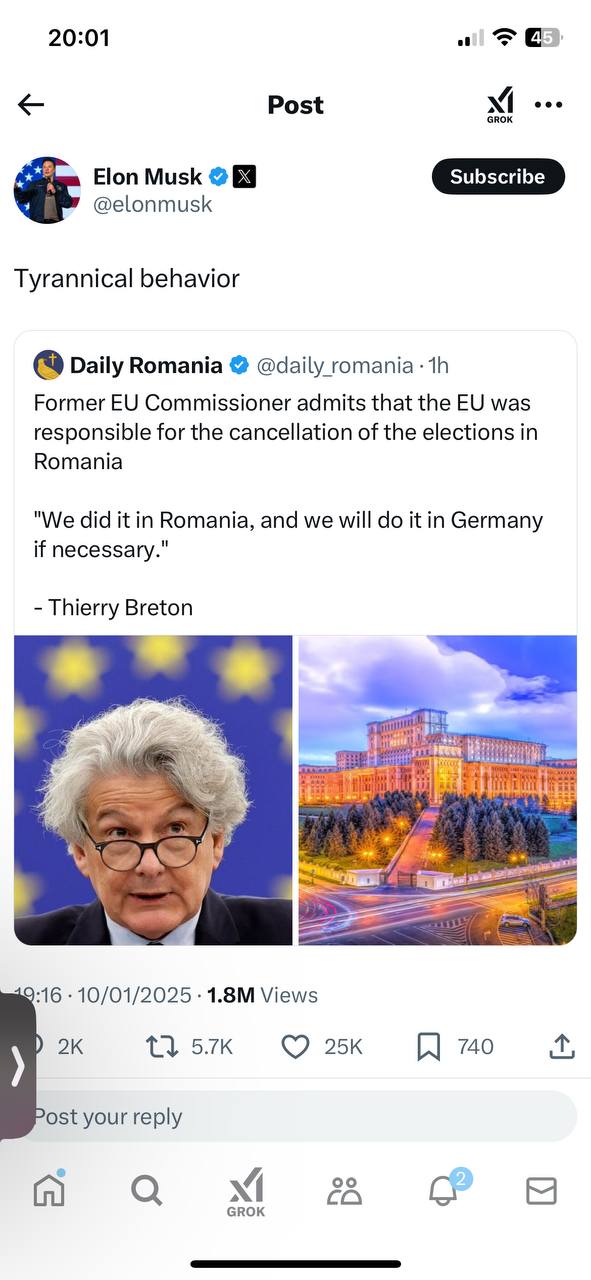 20:01
45
Post
GROK
Elon Musk
@elonmusk
Subscribe
Tyrannical behavior
Daily Romania @daily_romania · 1h
Former EU Commissioner admits that the EU was
responsible for the cancellation of the elections in
Romania
"We did it in Romania, and we will do it in Germany
if necessary."
- Thierry Breton
19:16 · 10/01/2025 · 1.8M Views
2K
5.7K
25K
740
Post your reply
GROK
2